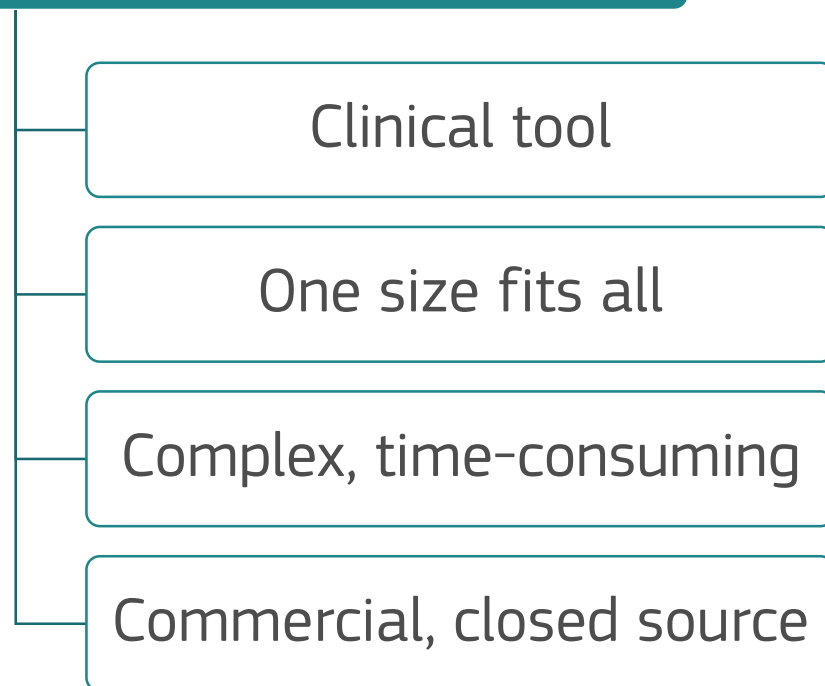 Clinical tool
One size fits all
Complex, time-consuming
Commercial, closed source